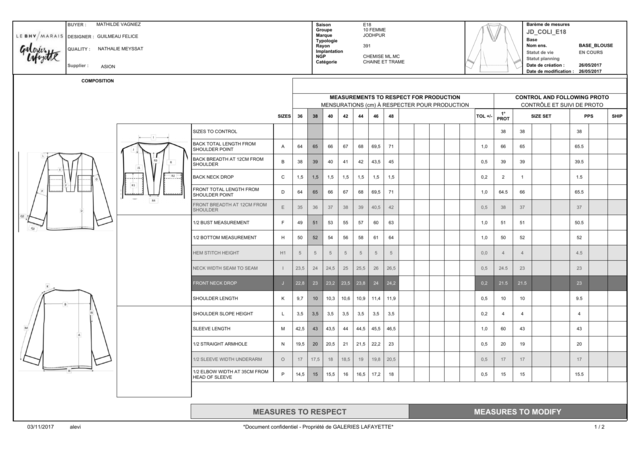 BUYER : MATHILDE VAGNIEZ
LE BHV / MARAIS
DESIGNER : GUILMEAU FELICE
Galeries Lafayette
QUALITY : NATHALIE MEYSSAT
Supplier : ASION
Saison E18
Groupe 10 FEMME
Marque JODHPUR
Typologie
Rayon 391
Implantation
NGP CHEMISE ML MC
Catégorie CHAINE ET TRAME
Barème de mesures
JD_COLI_E18
Base
Nom ens. BASE_BLOUSE
Statut de vie EN COURS
Statut planning
Date de création : 26/05/2017
Date de modification : 26/05/2017
COMPOSITION
MEASUREMENTS TO RESPECT FOR PRODUCTION
MENSURATIONS (cm) À RESPECTER POUR PRODUCTION
CONTROL AND FOLLOWING PROTO
CONTRÔLE ET SUIVI DE PROTO
SIZES 36 38 40 42 44 46 48 TOL +/- 1° PROT SIZE SET PPS SHIP
SIZES TO CONTROL 38 38 38
BACK TOTAL LENGTH FROM SHOULDER POINT A 64 65 66 67 68 69,5 71 1,0 66 65 65.5
BACK BREADTH AT 12CM FROM SHOULDER B 38 39 40 41 42 43,5 45 0,5 39 39 39.5
BACK NECK DROP C 1,5 1,5 1,5 1,5 1,5 1,5 1,5 0,2 2 1 1.5
FRONT TOTAL LENGTH FROM SHOULDER POINT D 64 65 66 67 68 69,5 71 1,0 64.5 66 65.5
FRONT BREADTH AT 12CM FROM SHOULDER E 35 36 37 38 39 40,5 42 0,5 38 37 37
1/2 BUST MEASUREMENT F 49 51 53 55 57 60 63 1,0 51 51 50.5
1/2 BOTTOM MEASUREMENT H 50 52 54 56 58 61 64 1,0 50 52 52
HEM STITCH HEIGHT H1 5 5 5 5 5 5 5 0,0 4 4 4.5
NECK WIDTH SEAM TO SEAM I 23,5 24 24,5 25 25,5 26 26,5 0,5 24.5 23 23
FRONT NECK DROP J 22,8 23 23,2 23,5 23,8 24 24,2 0,2 21.5 21.5 23
SHOULDER LENGTH K 9,7 10 10,3 10,6 10,9 11,4 11,9 0,5 10 10 9.5
SHOULDER SLOPE HEIGHT L 3,5 3,5 3,5 3,5 3,5 3,5 3,5 0,2 4 4 4
SLEEVE LENGTH M 42,5 43 43,5 44 44,5 45,5 46,5 1,0 60 43 43
1/2 STRAIGHT ARMHOLE N 19,5 20 20,5 21 21,5 22,2 23 0,5 20 19 20
1/2 SLEEVE WIDTH UNDERARM O 17 17,5 18 18,5 19 19,8 20,5 0,5 17 17 17
1/2 ELBOW WIDTH AT 35CM FROM HEAD OF SLEEVE P 14,5 15 15,5 16 16,5 17,2 18 0,5 15 15 15.5
MEASURES TO RESPECT
MEASURES TO MODIFY
03/11/2017 alevi *Document confidentiel - Propriété de GALERIES LAFAYETTE* 1 / 2